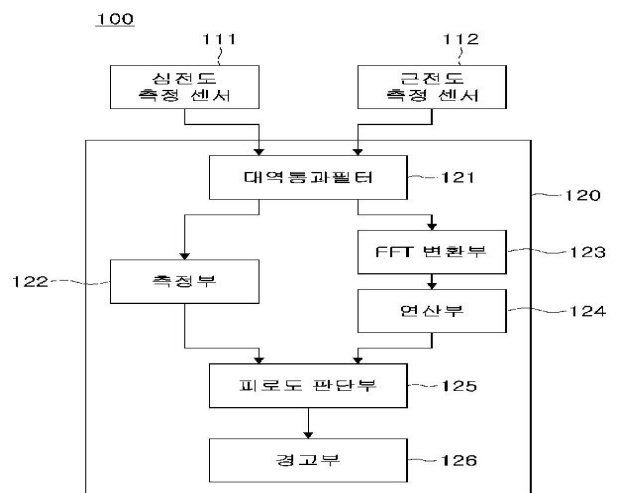 100
111
112
심전도
측정 센서
근전도
측정 센서
대역통과필터
121
120
FFT 변환부
123
122
측정부
연산부
124
피로도 판단부
125
경고부
126